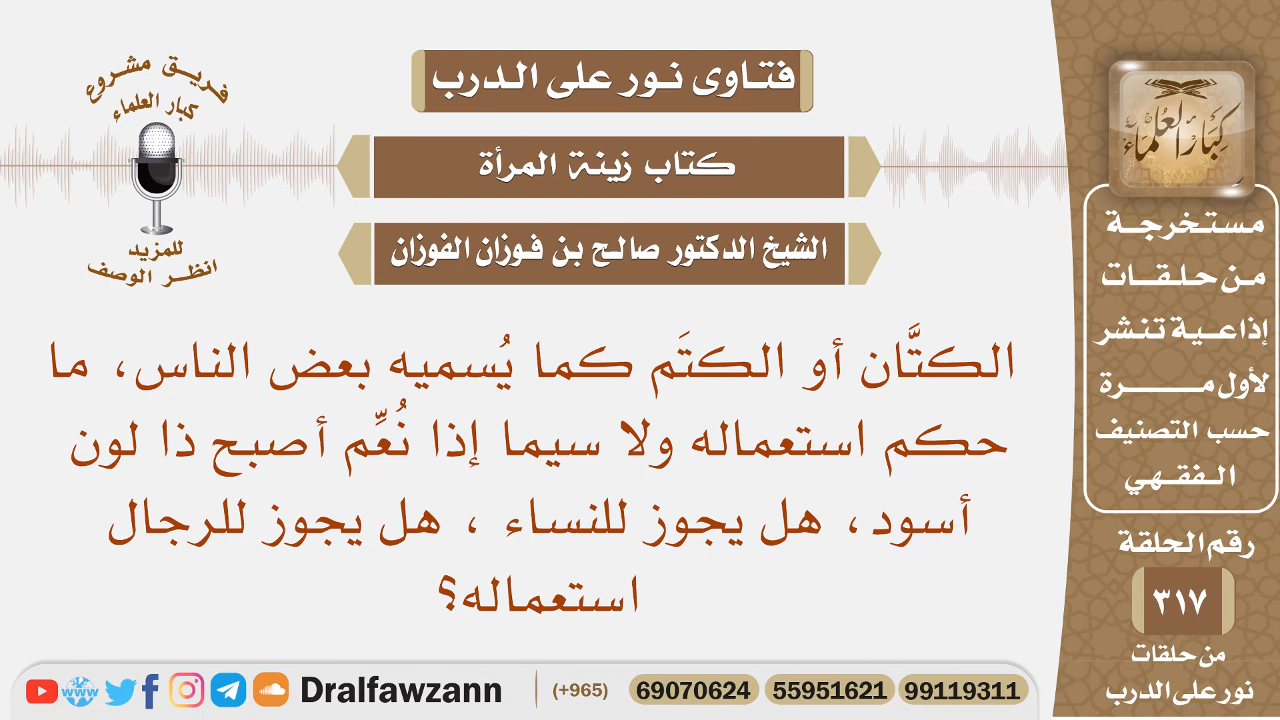 فتاوى نور على الدرب
كتاب زينة المرأة
الشيخ الدكتور صالح بن فوزان الفوزان
فريق مشروع
كبار العلماء
للمزيد
انظر الوصف
الكتَّان أو الكتَم كما يُسميه بعض الناس، ما
حكم استعماله ولا سيما إذا نُعِّم أصبح ذا لون
أسود، هل يجوز للنساء ، هل يجوز للرجال
استعماله؟
كبار العلماء
مستخرجة
من حلقات
إذاعية تنشر
لأول مرة
حسب التصنيف
الفقهي
رقم الحلقة
٣١٧
من حلقات
نور على الدرب
www
Dralfawzann
(+965)
69070624
55951621
99119311